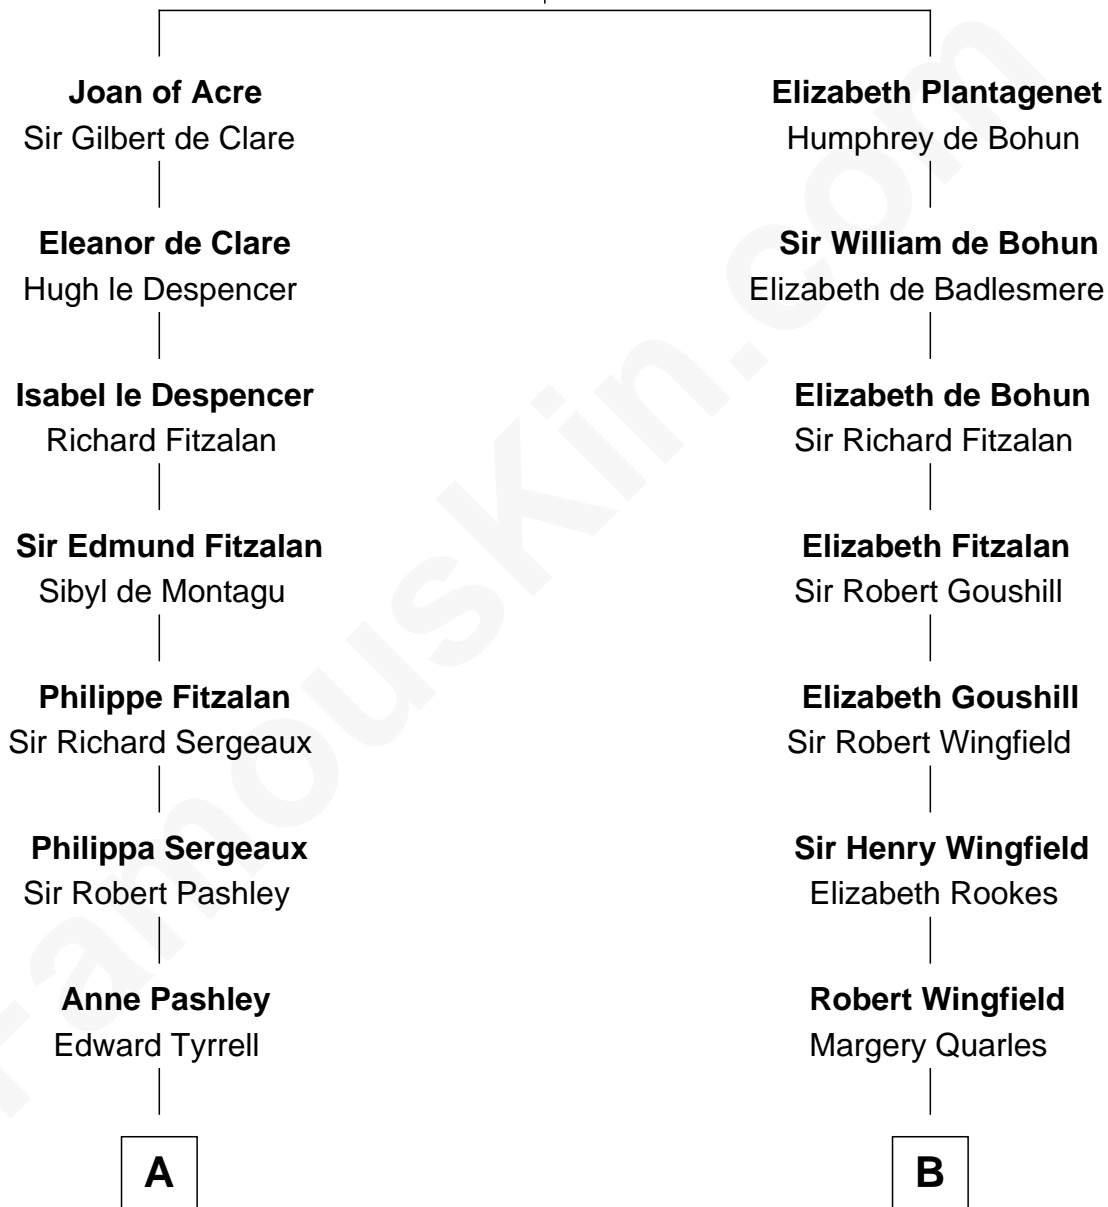 Joan of Acre
Sir Gilbert de Clare
Eleanor de Clare
Hugh le Despencer
Isabel le Despencer
Richard Fitzalan
Sir Edmund Fitzalan
Sibyl de Montagu
Philippe Fitzalan
Sir Richard Sergeaux
Philippa Sergeaux
Sir Robert Pashley
Anne Pashley
Edward Tyrrell
A
Elizabeth Plantagenet
Humphrey de Bohun
Sir William de Bohun
Elizabeth de Badlesmere
Elizabeth de Bohun
Sir Richard Fitzalan
Elizabeth Fitzalan
Sir Robert Goushill
Elizabeth Goushill
Sir Robert Wingfield
Sir Henry Wingfield
Elizabeth Rookes
Robert Wingfield
Margery Quarles
B
FamousKin.com